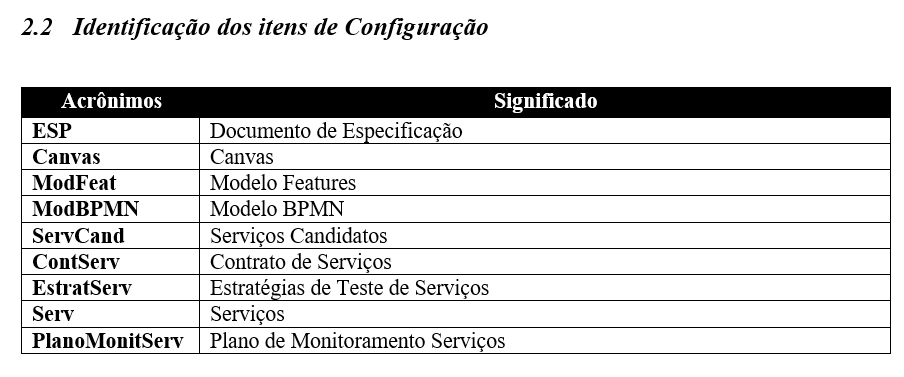 2.2 Identificação dos itens de Configuração
Acrônimos Significado
ESP Documento de Especificação
Canvas Canvas
ModFeat Modelo Features
ModBPMN Modelo BPMN
ServCand Serviços Candidatos
ContServ Contrato de Serviços
EstratServ Estratégias de Teste de Serviços
Serv Serviços
PlanoMonitServ Plano de Monitoramento Serviços